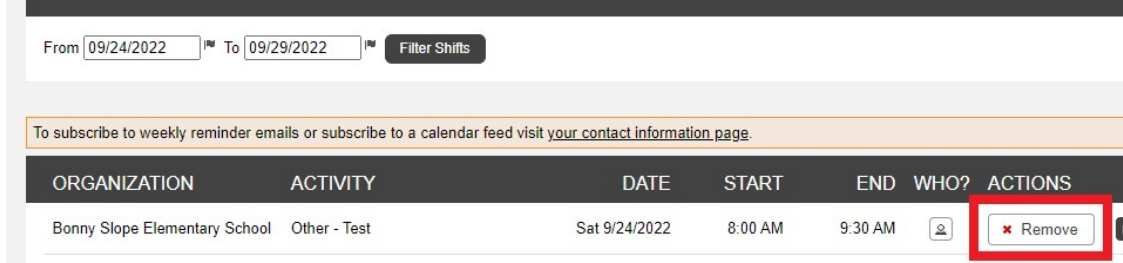 From 09/24/2022 To 09/29/2022 Filter Shifts
To subscribe to weekly reminder emails or subscribe to a calendar feed visit your contact information page.
ORGANIZATION ACTIVITY DATE START END WHO? ACTIONS
Bonny Slope Elementary School Other - Test Sat 9/24/2022 8:00 AM 9:30 AM Remove